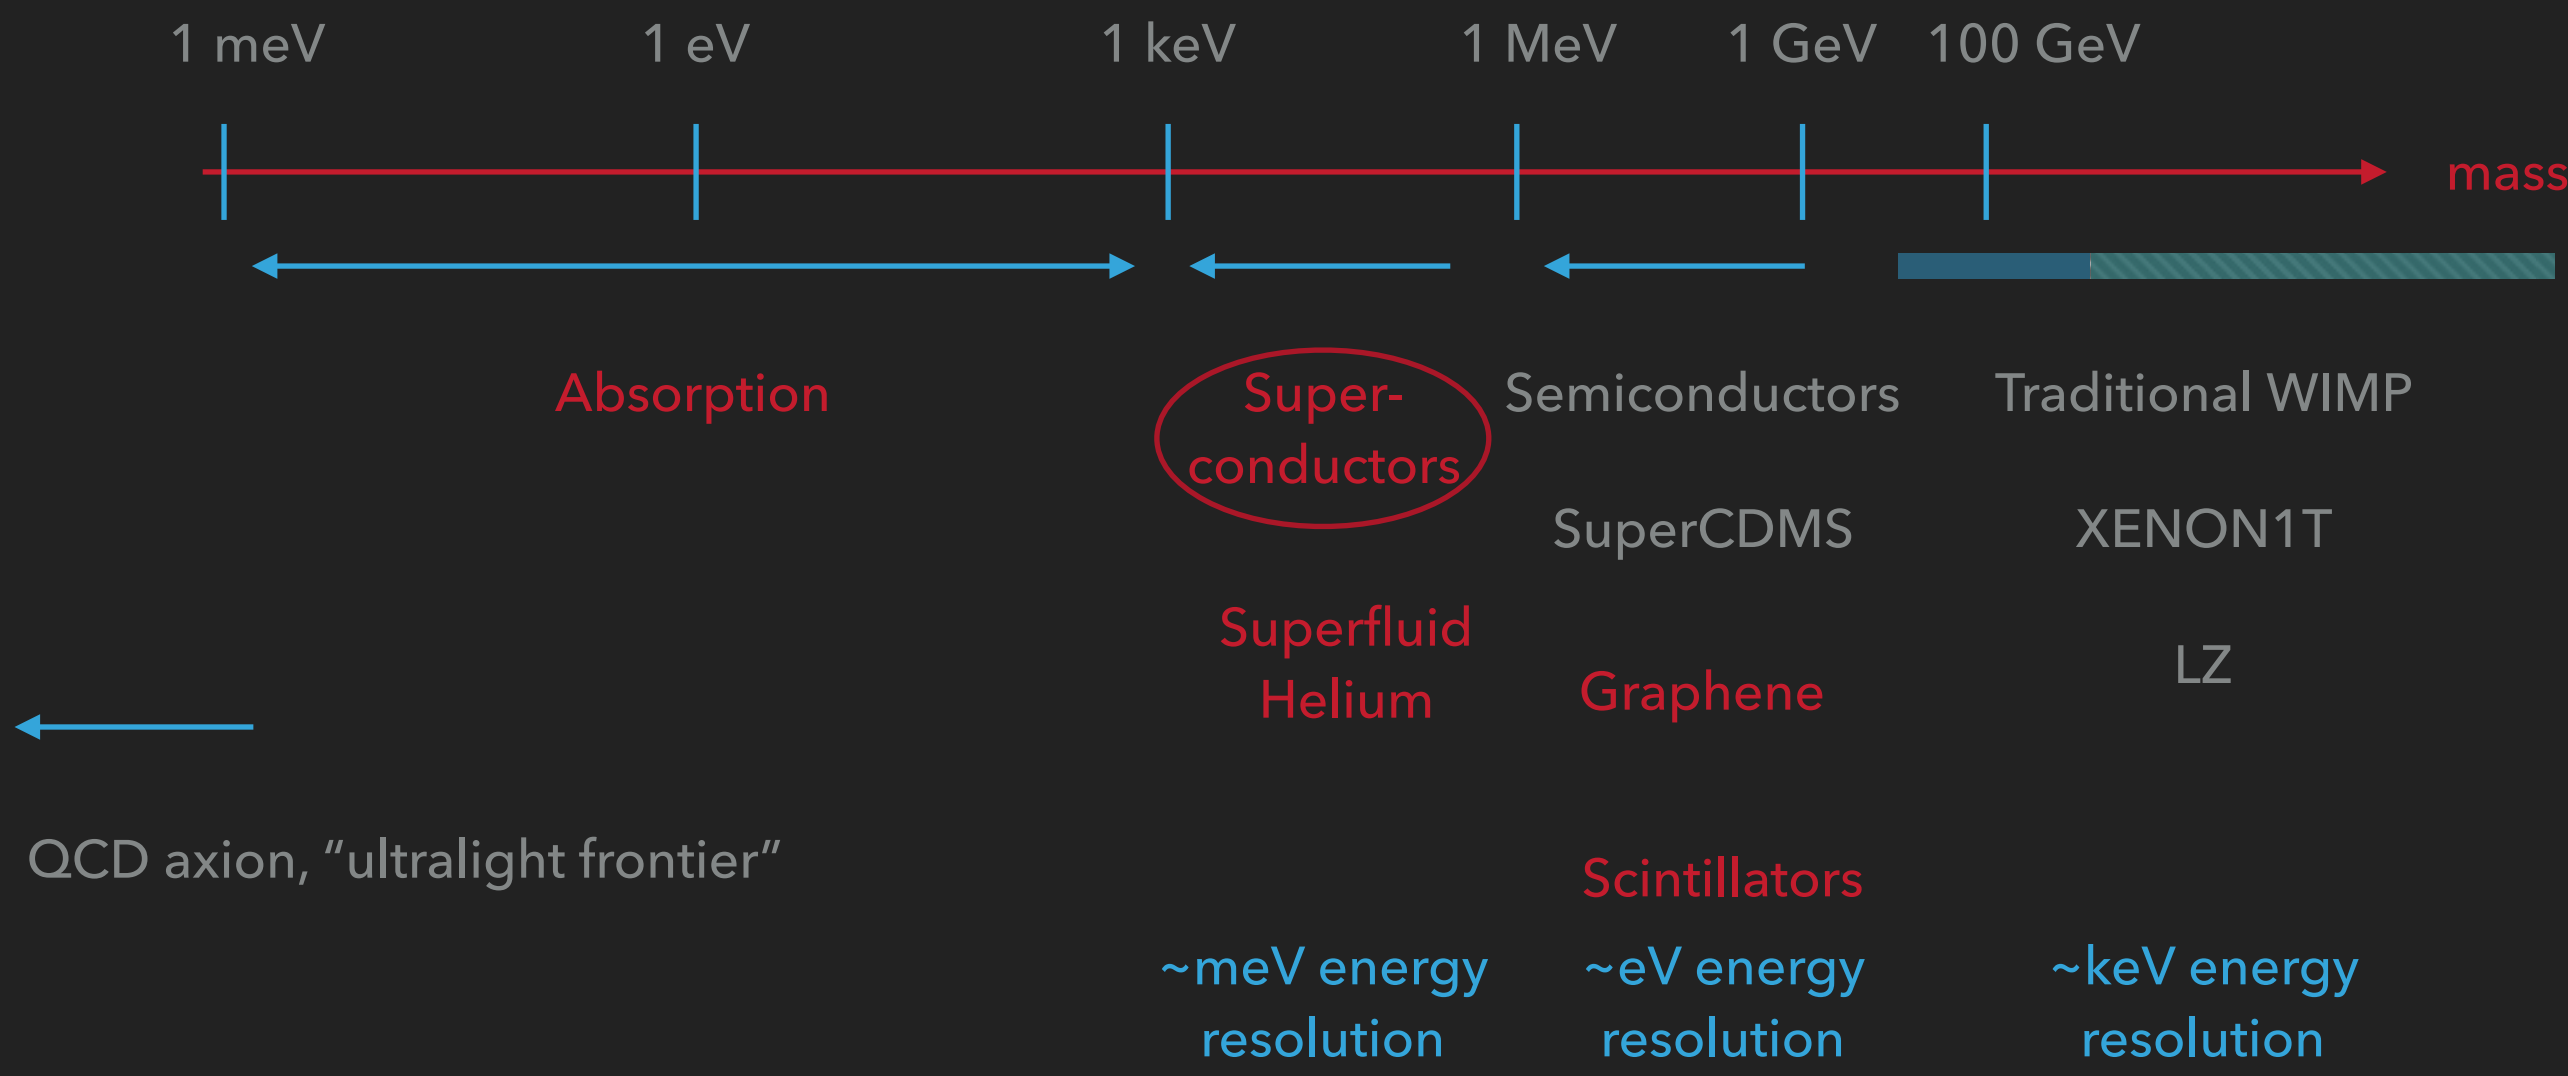 1 meV 1 eV 1 keV 1 MeV 1 GeV 100 GeV
mass
Absorption
Super-
conductors
Superfluid
Helium
Semiconductors
SuperCDMS
Graphene
Scintillators
Traditional WIMP
XENON1T
LZ
QCD axion, “ultralight frontier”
~meV energy
resolution
~eV energy
resolution
~keV energy
resolution